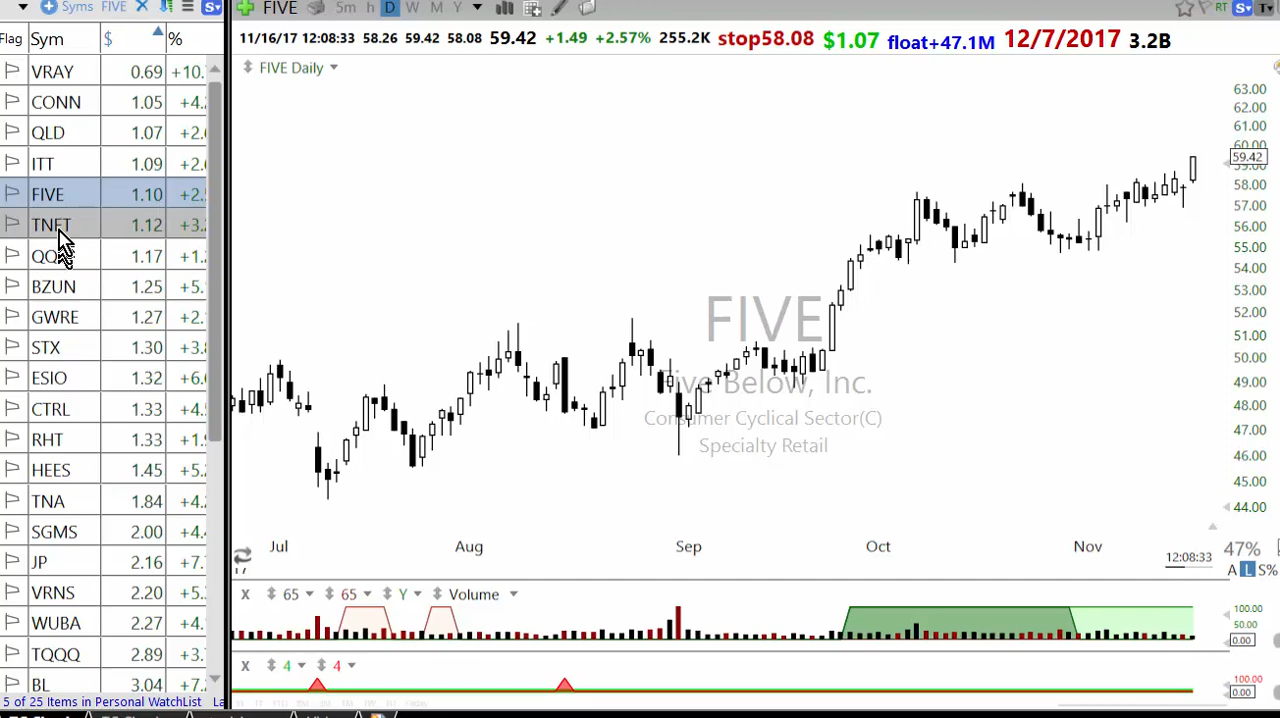 Syms S
Flag Sym $ %
VRAY 0.69 +10.
CONN 1.05 +4.
QLD 1.07 +2.
ITT 1.09 +2.
FIVE 1.10 +2.
TNET 1.12 +3.
1.17 +1.
BZUN 1.25 +5.
GWRE 1.27 +2.
STX 1.30 +3.
ESIO 1.32 +6.
CTRL 1.33 +4.
RHT 1.33 +1.
HEES 1.45 +5.
TNA 1.84 +4.
SGMS 2.00 +4.
JP 2.16 +7.
VRNS 2.20 +5.
WUBA 2.27 +4.
TQQQ 2.89 +3.
BL 3.04 +7.
5 of 25 Items in Personal WatchList La
FIVE 5m h D W M Y RT S T
11/16/17 12:08:33 58.26 59.42 58.08 59.42 +1.49 +2.57% 255.2K stop58.08 $1.07 float+47.1M 12/7/2017 3.2B
FIVE Daily
63.00
62.00
61.00
60.00
59.42
59.00
58.00
57.00
56.00
55.00
54.00
53.00
52.00
51.00
50.00
49.00
48.00
47.00
46.00
45.00
44.00
FIVE
Five Below, Inc.
Consumer Cyclical Sector(C)
Specialty Retail
Jul Aug Sep Oct Nov
12:08:33 47%
A L S%
X 65 65 Y Volume
100.00
50.00
0.00
X 4 4
100.00
0.00